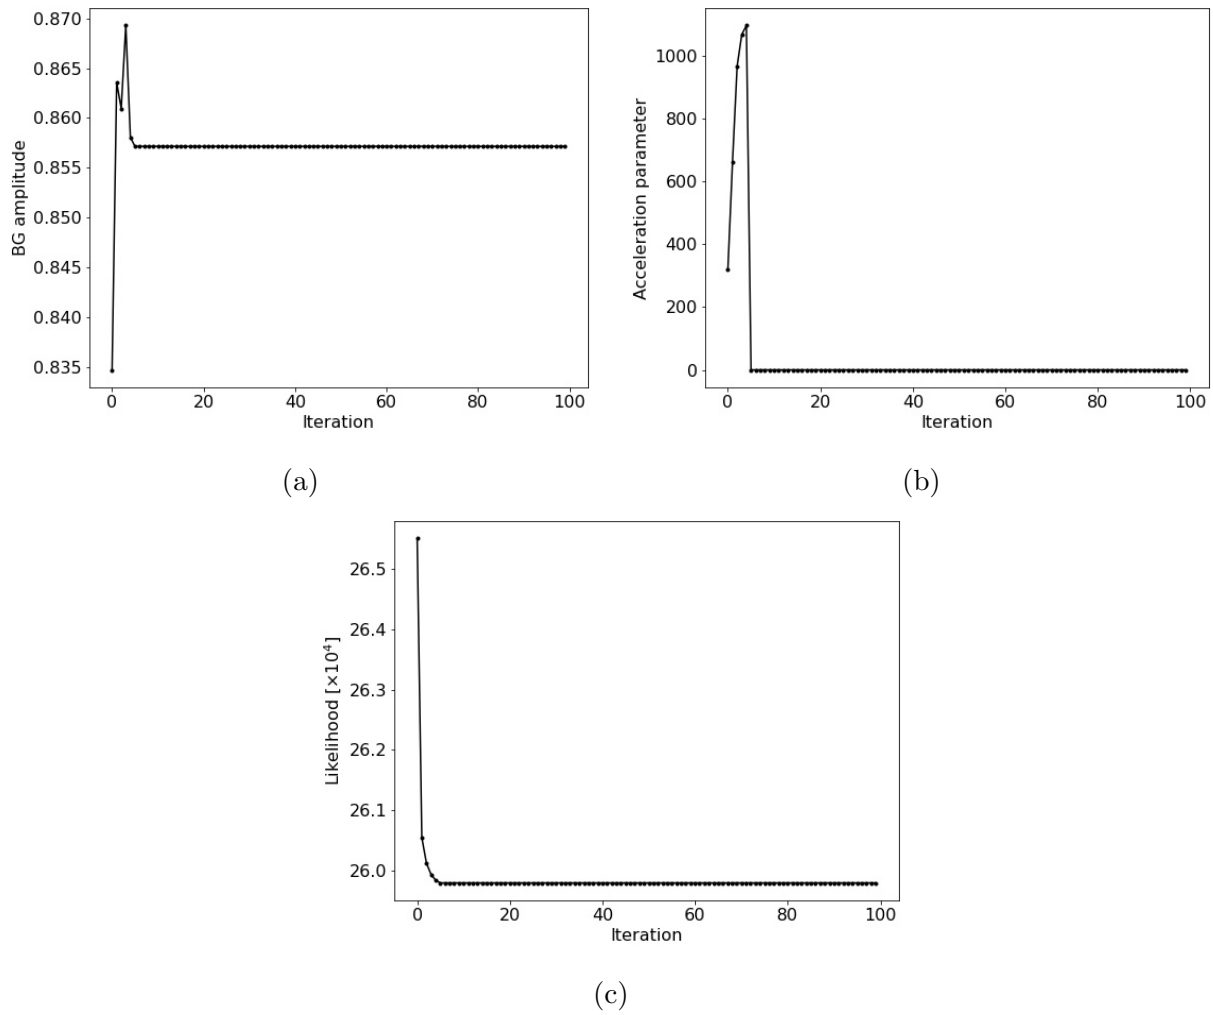 0.870
0.865
0.860
0.855
0.850
0.845
0.840
0.835
BG amplitude
0 20 40 60 80 100
Iteration
(a)
1000
800
600
400
200
0
Acceleration parameter
0 20 40 60 80 100
Iteration
(b)
26.5
26.4
26.3
26.2
26.1
26.0
Likelihood [×10⁴]
0 20 40 60 80 100
Iteration
(c)